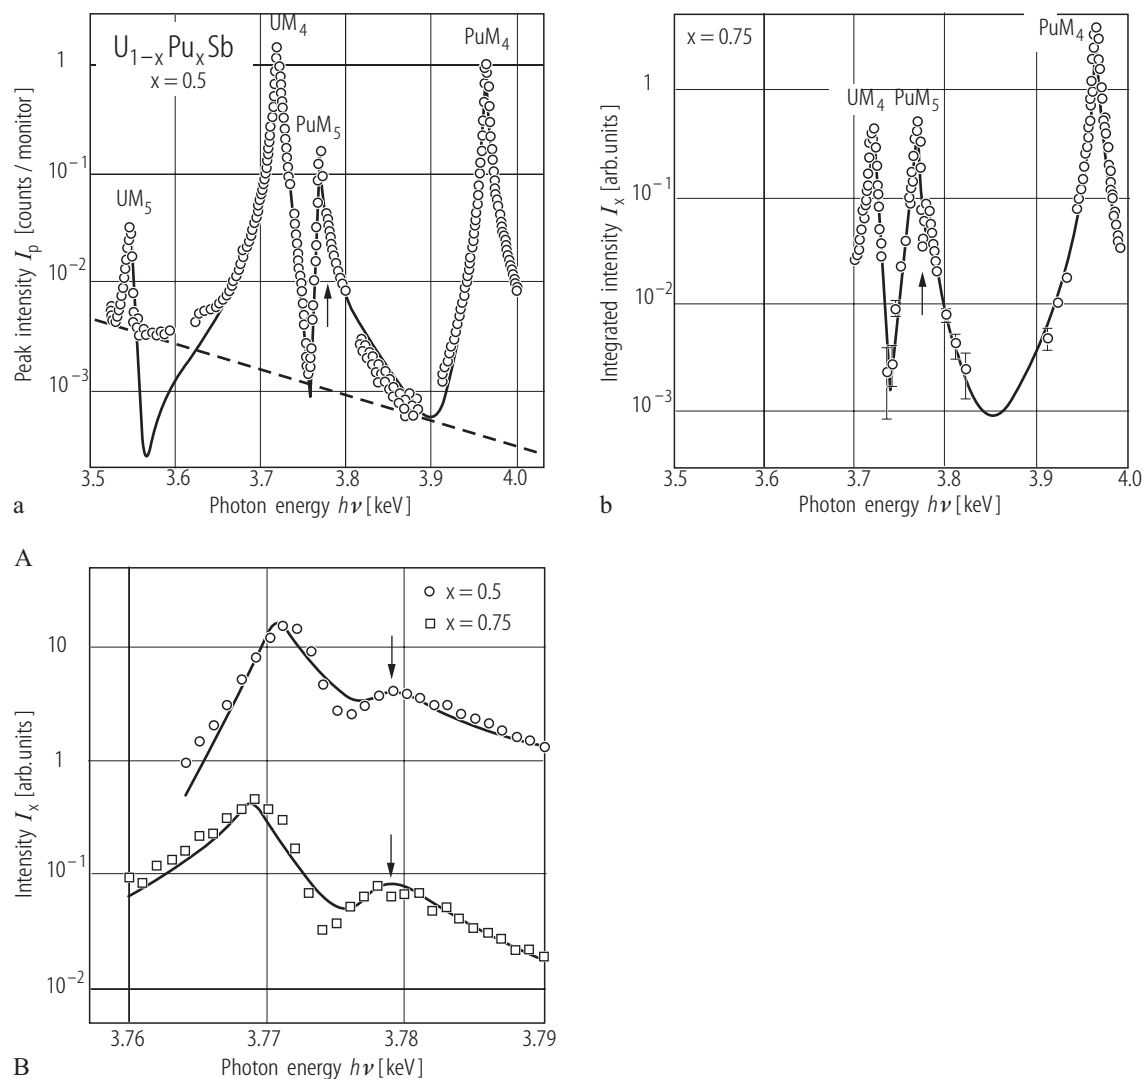 U₁₋ₓPuₓSb
x = 0.5
UM₄
PuM₄
PuM₅
UM₅
1
10⁻¹
10⁻²
10⁻³
Peak intensity Iₚ [counts / monitor]
3.5 3.6 3.7 3.8 3.9 4.0
Photon energy hν [keV]
a
x = 0.75
PuM₄
UM₄ PuM₅
1
10⁻¹
10⁻²
10⁻³
Integrated intensity Iₓ [arb.units]
3.5 3.6 3.7 3.8 3.9 4.0
Photon energy hν [keV]
b
A
x = 0.5
x = 0.75
10
1
10⁻¹
10⁻²
Intensity Iₓ [arb.units]
3.76 3.77 3.78 3.79
Photon energy hν [keV]
B